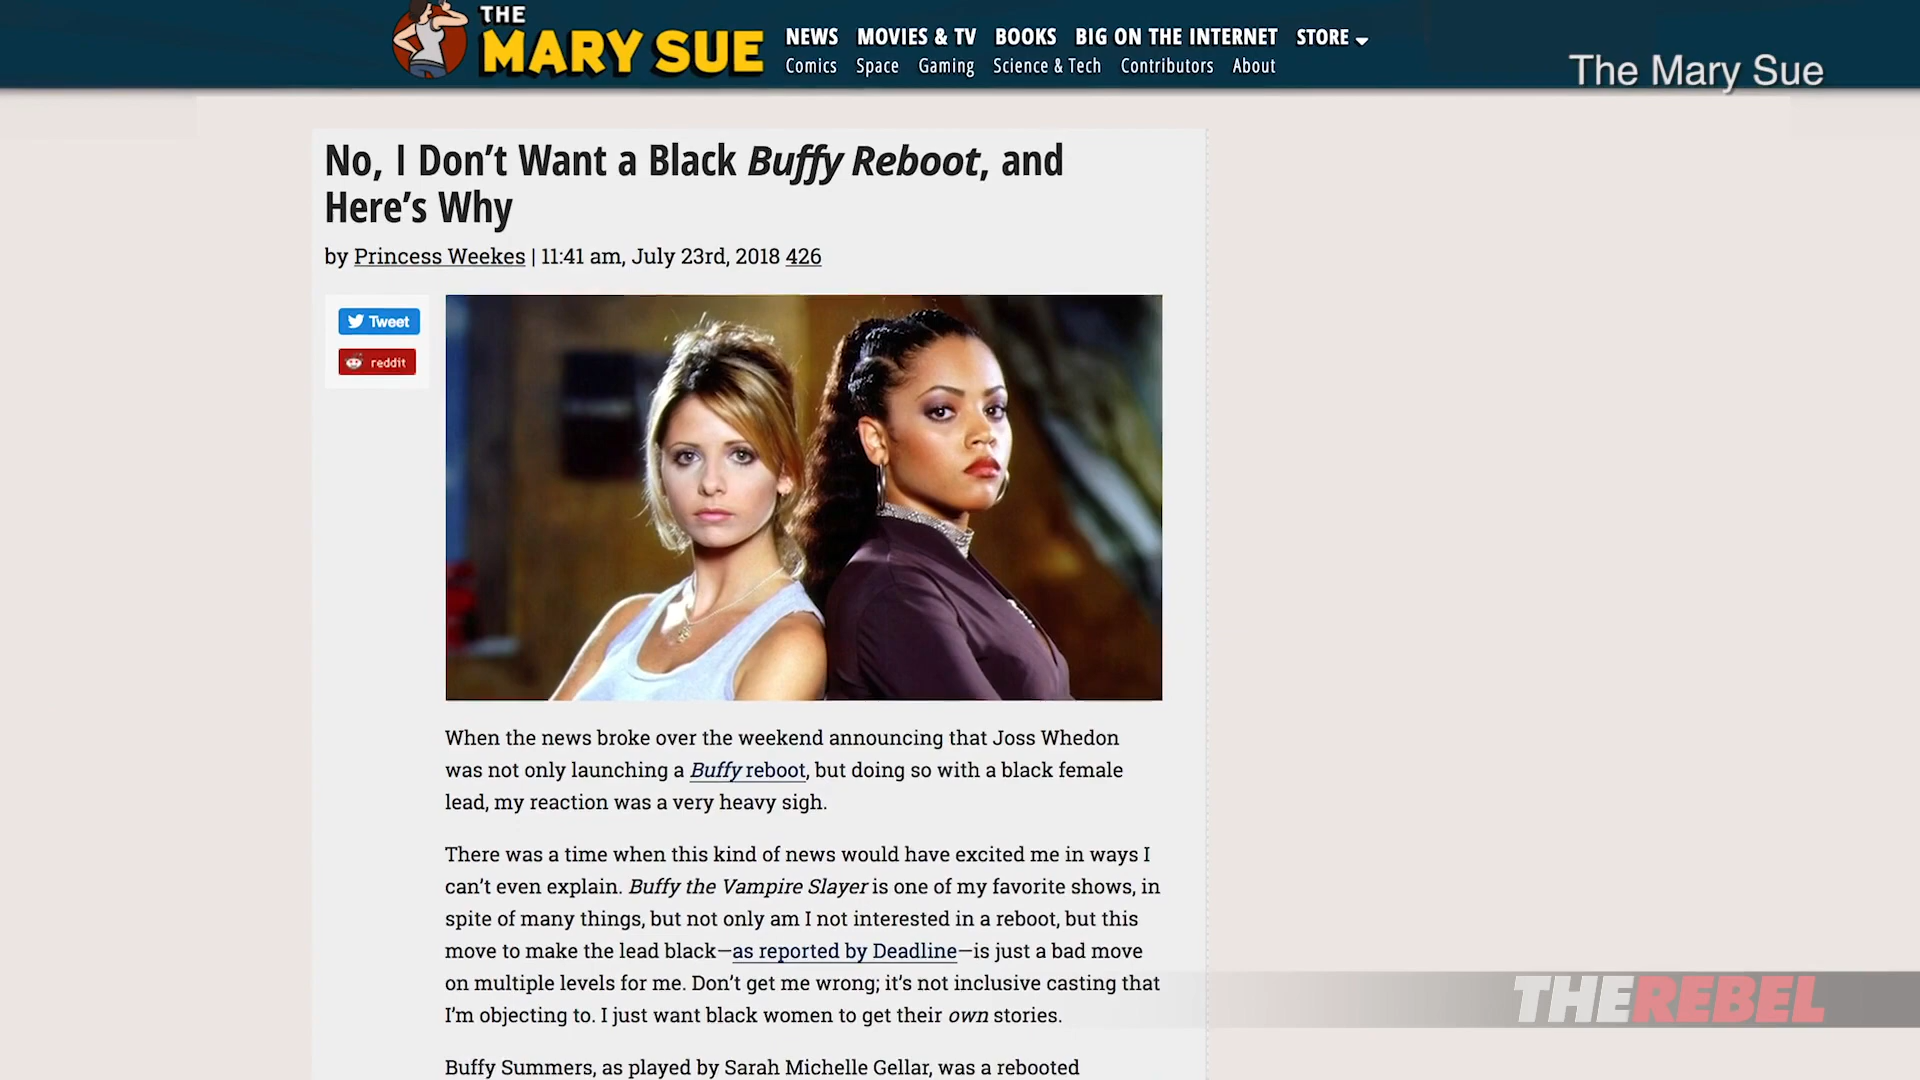 THE
MARY SUE
NEWS MOVIES & TV BOOKS BIG ON THE INTERNET STORE
Comics Space Gaming Science & Tech Contributors About
The Mary Sue
No, I Don’t Want a Black Buffy Reboot, and
Here’s Why
by Princess Weekes | 11:41 am, July 23rd, 2018 426
Tweet
reddit
When the news broke over the weekend announcing that Joss Whedon
was not only launching a Buffy reboot, but doing so with a black female
lead, my reaction was a very heavy sigh.
There was a time when this kind of news would have excited me in ways I
can’t even explain. Buffy the Vampire Slayer is one of my favorite shows, in
spite of many things, but not only am I not interested in a reboot, but this
move to make the lead black—as reported by Deadline—is just a bad move
on multiple levels for me. Don’t get me wrong; it’s not inclusive casting that
I’m objecting to. I just want black women to get their own stories.
THE REBEL
Buffy Summers, as played by Sarah Michelle Gellar, was a rebooted